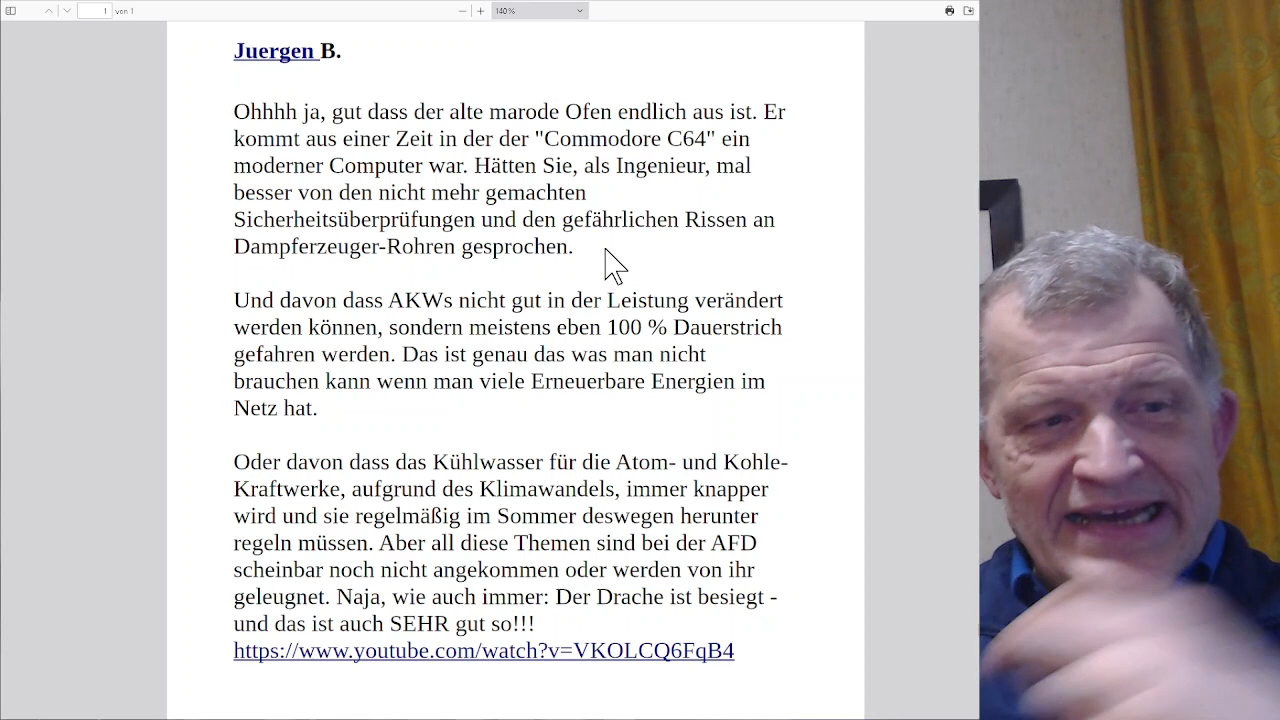 1 von 1
140%
Juergen B.
Ohhhh ja, gut dass der alte marode Ofen endlich aus ist. Er
kommt aus einer Zeit in der der "Commodore C64" ein
moderner Computer war. Hätten Sie, als Ingenieur, mal
besser von den nicht mehr gemachten
Sicherheitsüberprüfungen und den gefährlichen Rissen an
Dampferzeuger-Rohren gesprochen.
Und davon dass AKWs nicht gut in der Leistung verändert
werden können, sondern meistens eben 100 % Dauerstrich
gefahren werden. Das ist genau das was man nicht
brauchen kann wenn man viele Erneuerbare Energien im
Netz hat.
Oder davon dass das Kühlwasser für die Atom- und Kohle-
Kraftwerke, aufgrund des Klimawandels, immer knapper
wird und sie regelmäßig im Sommer deswegen herunter
regeln müssen. Aber all diese Themen sind bei der AFD
scheinbar noch nicht angekommen oder werden von ihr
geleugnet. Naja, wie auch immer: Der Drache ist besiegt -
und das ist auch SEHR gut so!!!
https://www.youtube.com/watch?v=VKOLCQ6FqB4